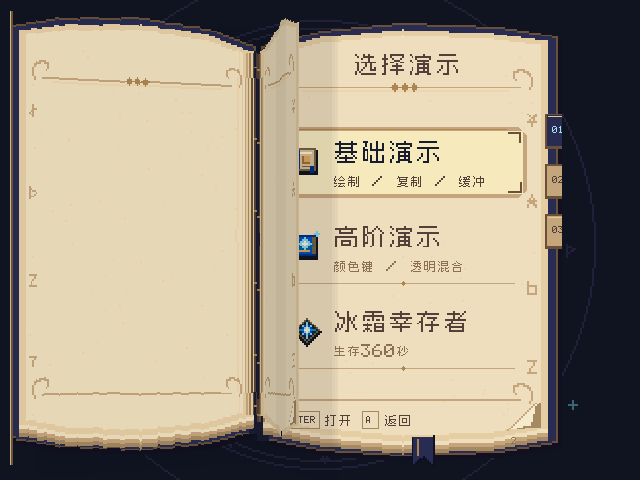 选择演示
基础演示
绘制 / 复制 / 缓冲
高阶演示
颜色键 / 透明混合
冰霜幸存者
生存360秒
TER 打开 A 返回
01
02
03